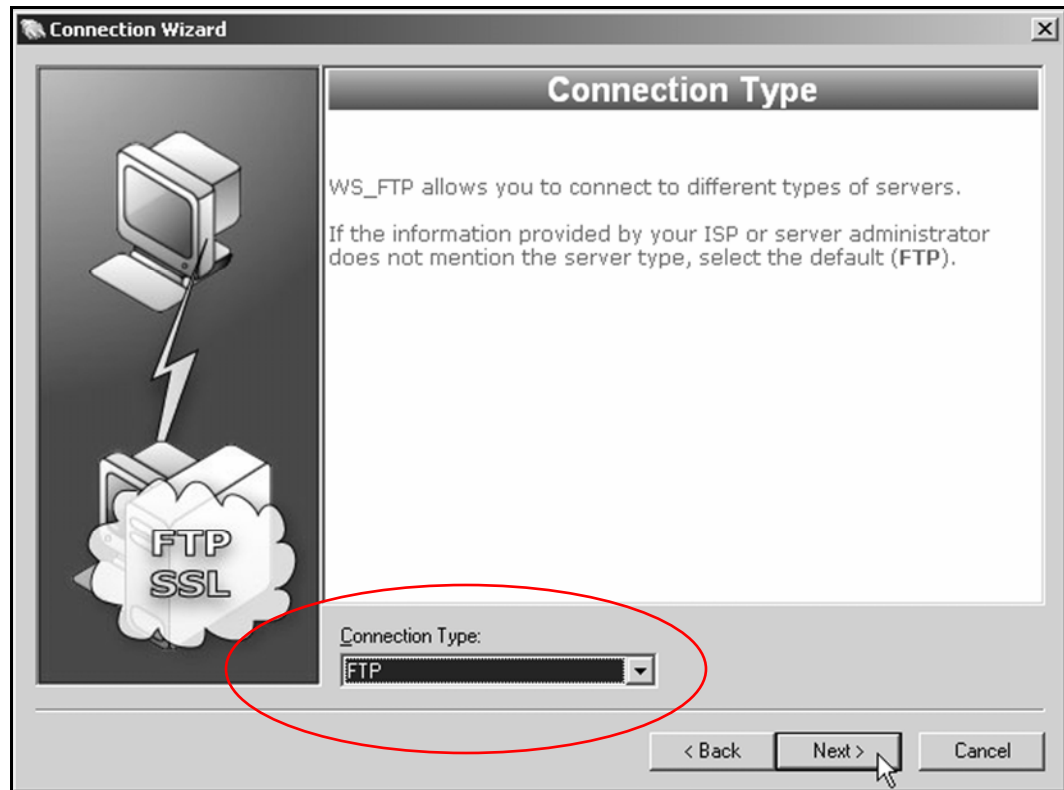 Connection Wizard
Connection Type
WS_FTP allows you to connect to different types of servers.
If the information provided by your ISP or server administrator
does not mention the server type, select the default (FTP).
FTP
SSL
Connection Type:
FTP
< Back
Next >
Cancel